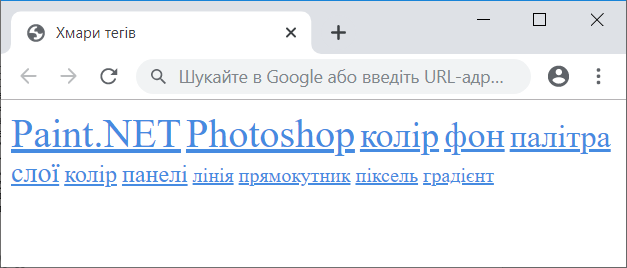 Хмари тегів
Шукайте в Google або введіть URL-адр...
Paint.NET Photoshop колір фон палітра
слої колір панелі лінія прямокутник піксель градієнт